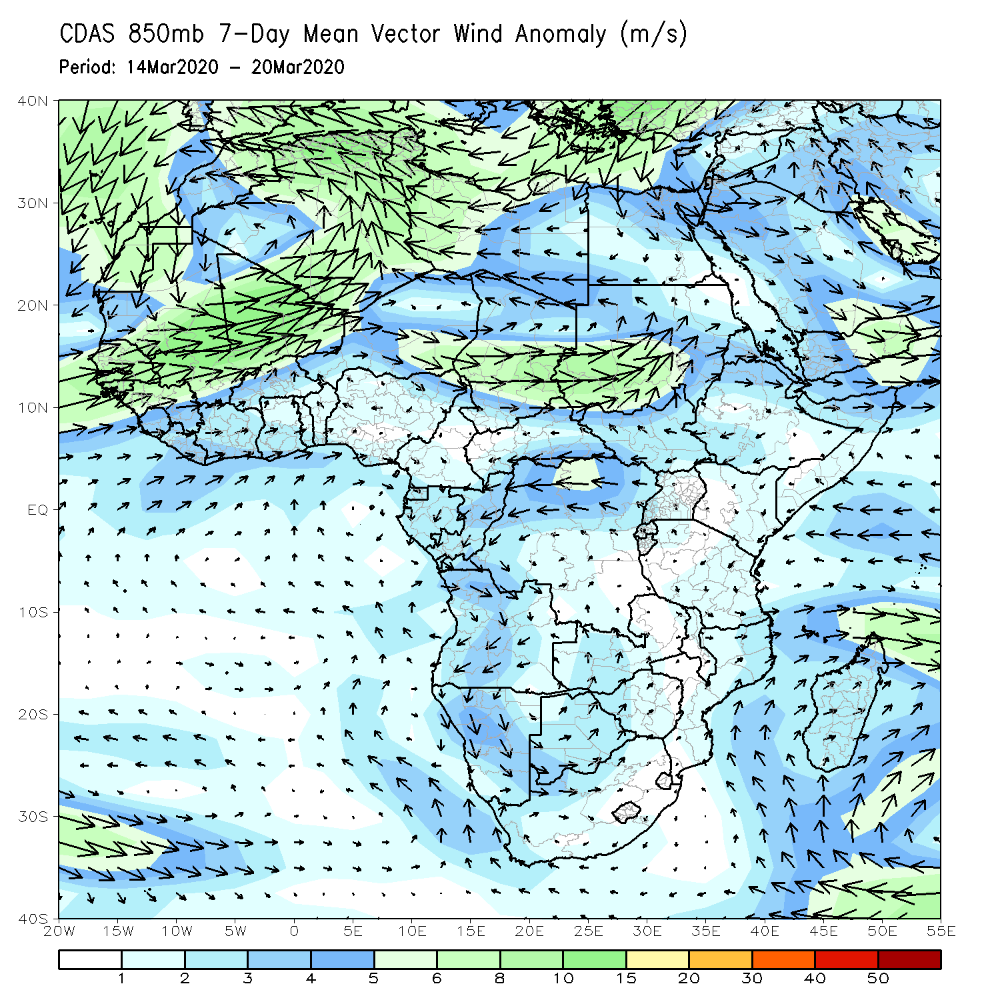 CDAS 850mb 7-Day Mean Vector Wind Anomaly (m/s)
Period: 14Mar2020 - 20Mar2020
40N
30N
20N
10N
EQ
10S
20S
30S
40S
20W 15W 10W 5W 0 5E 10E 15E 20E 25E 30E 35E 40E 45E 50E 55E
1 2 3 4 5 6 8 10 15 20 30 40 50